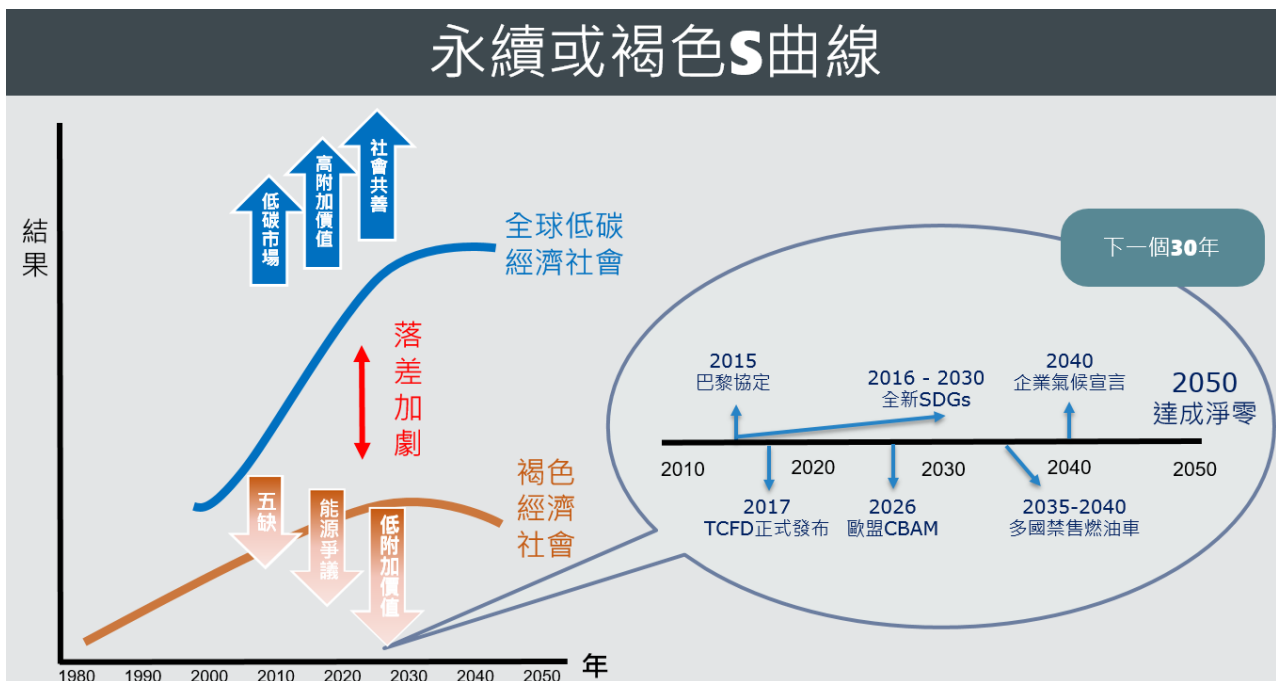 永續或褐色S曲線
結果
社會共善
高附加價值
低碳市場
全球低碳
經濟社會
落差加劇
褐色
經濟
社會
五缺
能源爭議
低附加價值
1980 1990 2000 2010 2020 2030 2040 2050 年
下一個30年
2015
巴黎協定
2016 - 2030
全新SDGs
2040
企業氣候宣言
2050
達成淨零
2010 2020 2030 2040 2050
2017
TCFD正式發布
2026
歐盟CBAM
2035-2040
多國禁售燃油車